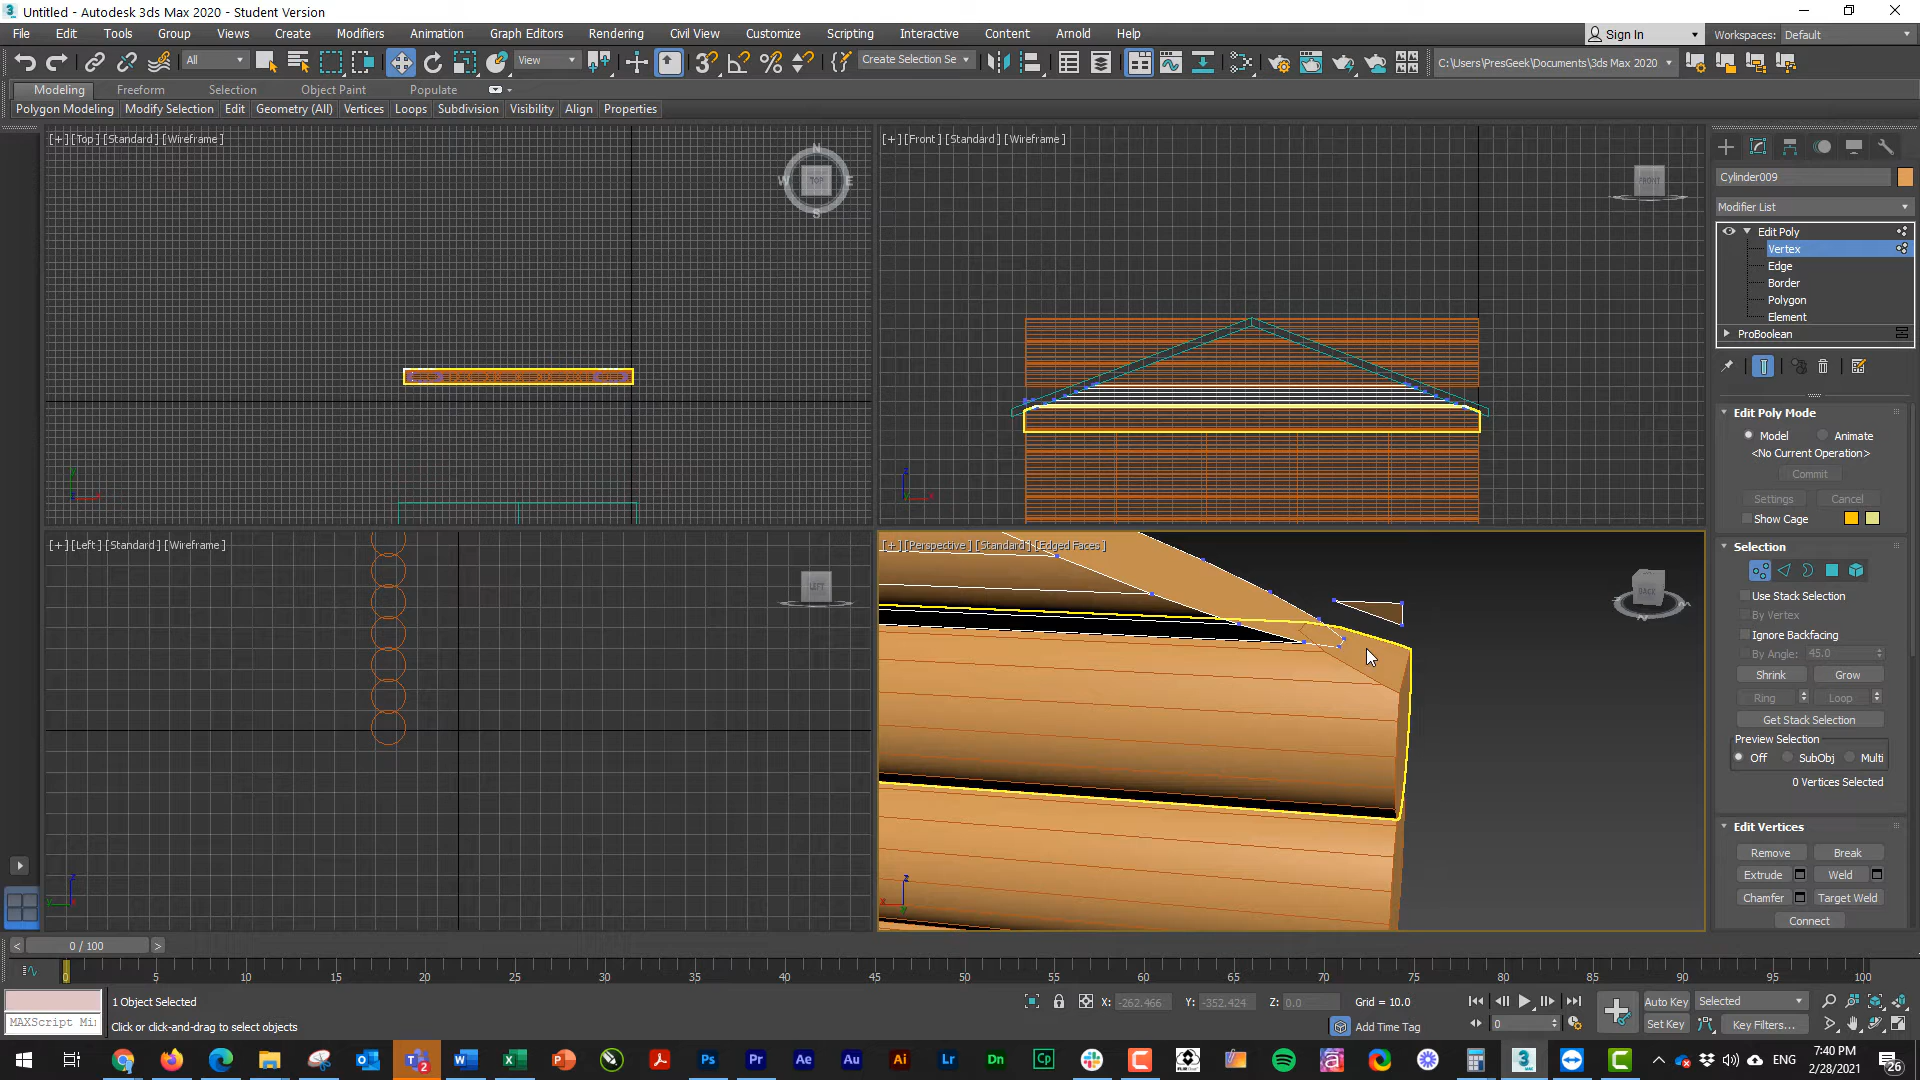 Untitled - Autodesk 3ds Max 2020 - Student Version
File Edit Tools Group Views Create Modifiers Animation Graph Editors Rendering Civil View Customize Scripting Interactive Content Arnold Help
Sign In Workspaces: Default
All View Create Selection Se C:\Users\PresGeek\Documents\3ds Max 2020
Modeling Freeform Selection Object Paint Populate
Polygon Modeling Modify Selection Edit Geometry (All) Vertices Loops Subdivision Visibility Align Properties
[+] [Top] [Standard] [Wireframe]
N
W TOP E
S
[+] [Front] [Standard] [Wireframe]
FRONT
Cylinder009
Modifier List
Edit Poly
Vertex
Edge
Border
Polygon
Element
ProBoolean
Edit Poly Mode
Model Animate
<No Current Operation>
Commit
Settings Cancel
Show Cage
[+] [Left] [Standard] [Wireframe]
LEFT
[+] [Perspective] [Standard] [Edged Faces]
BACK
Selection
Use Stack Selection
By Vertex
Ignore Backfacing
By Angle: 45.0
Shrink Grow
Ring Loop
Get Stack Selection
Preview Selection
Off SubObj Multi
0 Vertices Selected
Edit Vertices
Remove Break
Extrude Weld
Chamfer Target Weld
Connect
< 0 / 100 >
0 5 10 15 20 25 30 35 40 45 50 55 60 65 70 75 80 85 90 95 100
1 Object Selected X: -262.466 Y: -352.424 Z: 0.0 Grid = 10.0 Auto Key Selected
MAXScript Mi Click or click-and-drag to select objects Add Time Tag 0 Set Key Key Filters...
ENG 7:40 PM
2/28/2021
26
2